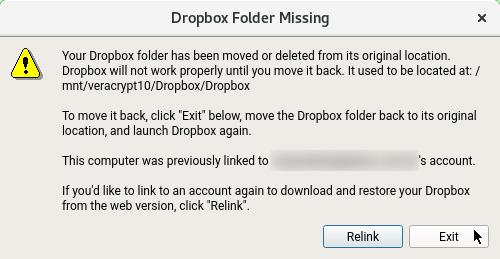 Dropbox Folder Missing
Your Dropbox folder has been moved or deleted from its original location.
Dropbox will not work properly until you move it back. It used to be located at: /
mnt/veracrypt10/Dropbox/Dropbox
To move it back, click "Exit" below, move the Dropbox folder back to its original
location, and launch Dropbox again.
This computer was previously linked to 's account.
If you'd like to link to an account again to download and restore your Dropbox
from the web version, click "Relink".
Relink Exit